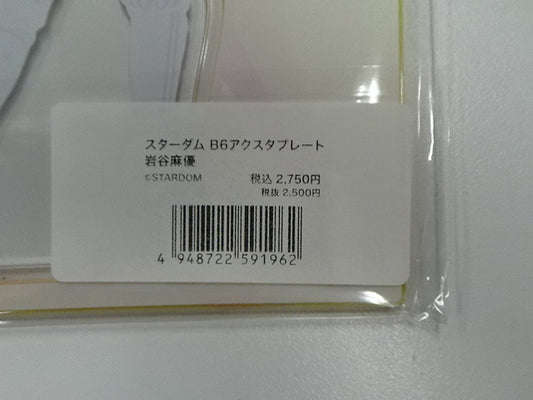 スターダム B6アクスタプレート
岩谷麻優
©STARDOM 税込 2,750円
税抜 2,500円
4 948722 591962